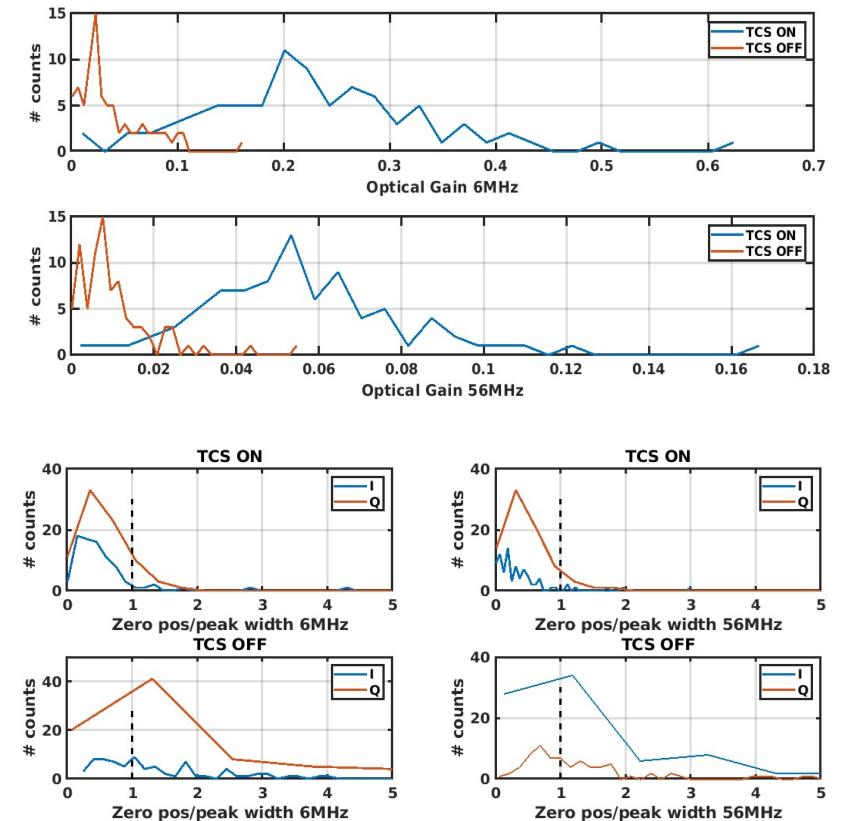 15
10
5
0
# counts
TCS ON
TCS OFF
0 0.1 0.2 0.3 0.4 0.5 0.6 0.7
Optical Gain 6MHz
15
10
5
0
# counts
TCS ON
TCS OFF
0 0.02 0.04 0.06 0.08 0.1 0.12 0.14 0.16 0.18
Optical Gain 56MHz
TCS ON
40
20
0
# counts
I
Q
0 1 2 3 4 5
Zero pos/peak width 6MHz
TCS ON
40
20
0
# counts
I
Q
0 1 2 3 4 5
Zero pos/peak width 56MHz
TCS OFF
40
20
0
# counts
I
Q
0 1 2 3 4 5
Zero pos/peak width 6MHz
TCS OFF
40
20
0
# counts
I
Q
0 1 2 3 4 5
Zero pos/peak width 56MHz